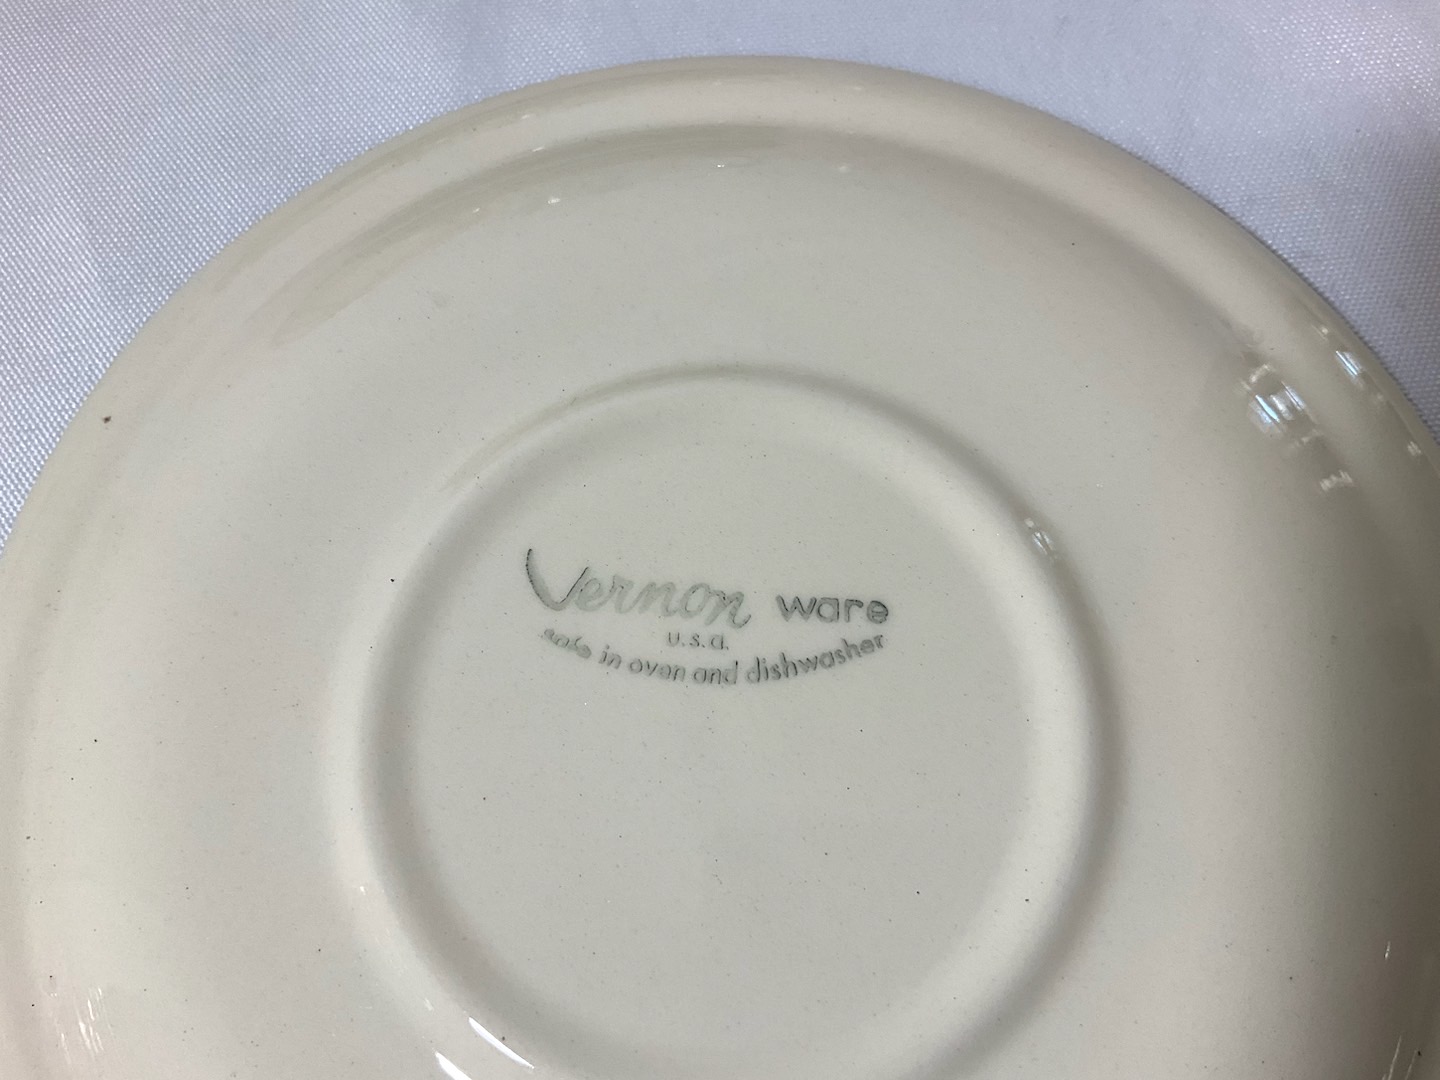 Vernon ware
U.S.A.
safe in oven and dishwasher